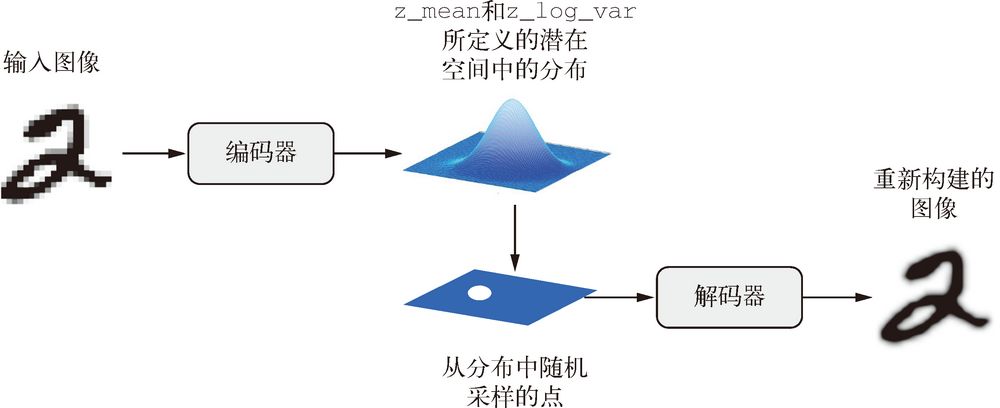 输入图像
编码器
z_mean和z_log_var
所定义的潜在
空间中的分布
从分布中随机
采样的点
解码器
重新构建的
图像